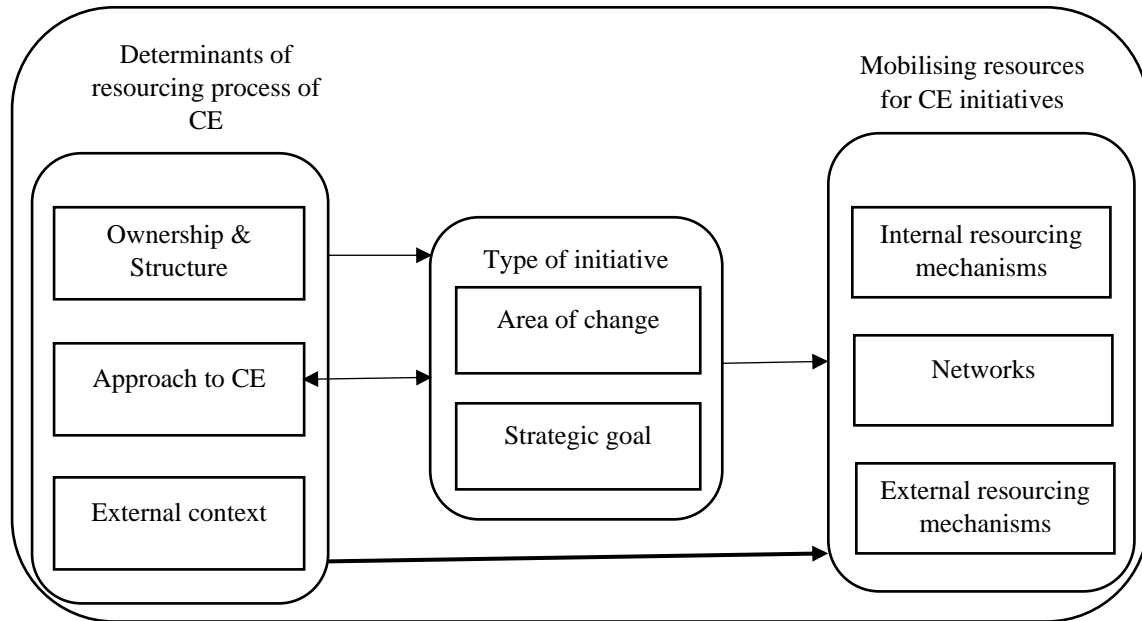 Determinants of
resourcing process of
CE
Ownership &
Structure
Approach to CE
External context
Type of initiative
Area of change
Strategic goal
Mobilising resources
for CE initiatives
Internal resourcing
mechanisms
Networks
External resourcing
mechanisms